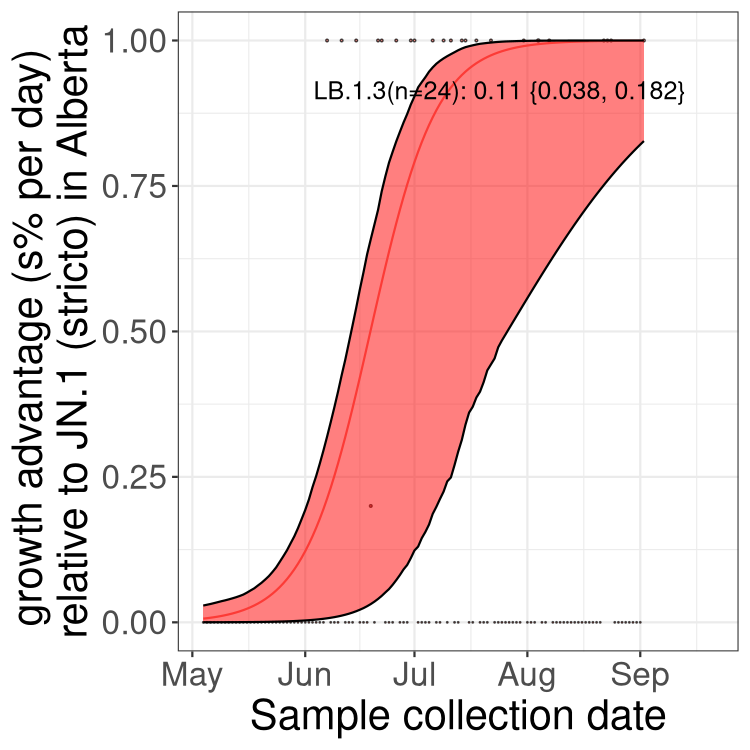 growth advantage (s% per day)
relative to JN.1 (stricto) in Alberta
1.00
0.75
0.50
0.25
0.00
LB.1.3(n=24): 0.11 {0.038, 0.182}
May Jun Jul Aug Sep
Sample collection date